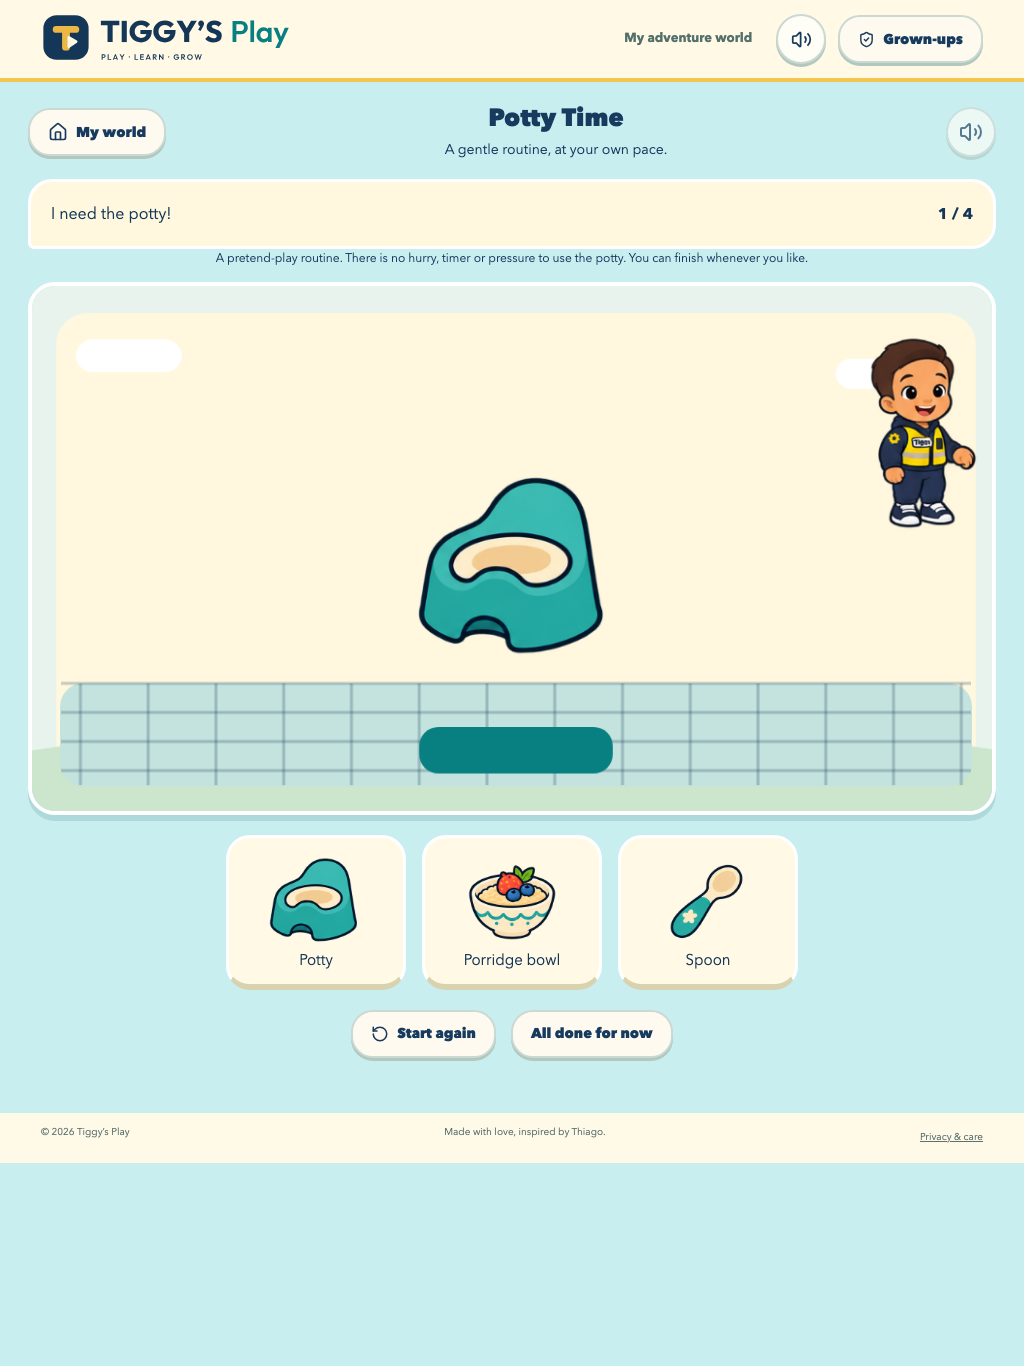 TIGGY'S Play
PLAY · LEARN · GROW
My adventure world
Grown-ups
My world
Potty Time
A gentle routine, at your own pace.
I need the potty!
1 / 4
A pretend-play routine. There is no hurry, timer or pressure to use the potty. You can finish whenever you like.
Potty
Porridge bowl
Spoon
Start again
All done for now
© 2026 Tiggy's Play
Made with love, inspired by Thiago.
Privacy & care